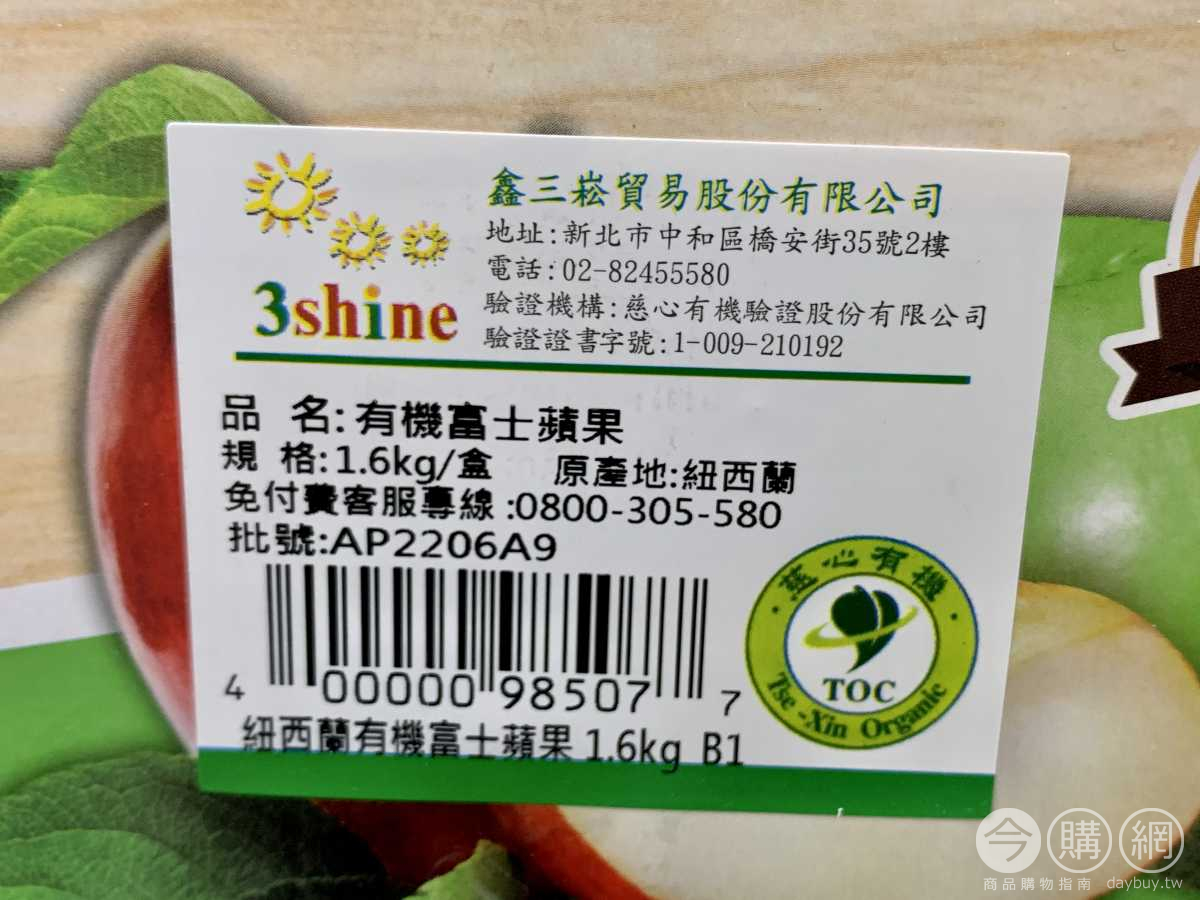 鑫三崧貿易股份有限公司
地址:新北市中和區橋安街35號2樓
電話:02-82455580
驗證機構:慈心有機驗證股份有限公司
驗證證書字號:1-009-210192
3shine
品 名:有機富士蘋果
規 格:1.6kg/盒 原產地:紐西蘭
免付費客服專線:0800-305-580
批號:AP2206A9
4 00000 98507 7
紐西蘭有機富士蘋果 1.6kg B1
慈心有機
TOC
Tse-Xin Organic
今購網
商品購物指南 daybuy.tw